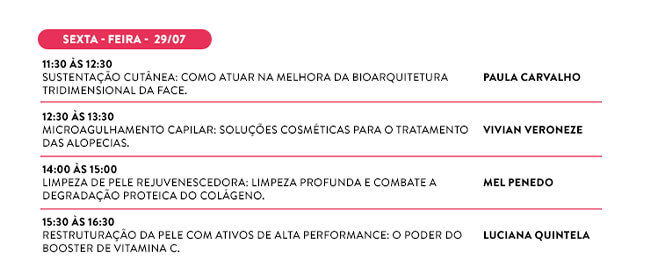 SEXTA - FEIRA - 29/07
11:30 ÀS 12:30
SUSTENTAÇÃO CUTÂNEA: COMO ATUAR NA MELHORA DA BIOARQUITETURA
TRIDIMENSIONAL DA FACE.
PAULA CARVALHO
12:30 ÀS 13:30
MICROAGULHAMENTO CAPILAR: SOLUÇÕES COSMÉTICAS PARA O TRATAMENTO
DAS ALOPECIAS.
VIVIAN VERONEZE
14:00 ÀS 15:00
LIMPEZA DE PELE REJUVENESCEDORA: LIMPEZA PROFUNDA E COMBATE A
DEGRADAÇÃO PROTEICA DO COLÁGENO.
MEL PENEDO
15:30 ÀS 16:30
RESTRUTURAÇÃO DA PELE COM ATIVOS DE ALTA PERFORMANCE: O PODER DO
BOOSTER DE VITAMINA C.
LUCIANA QUINTELA